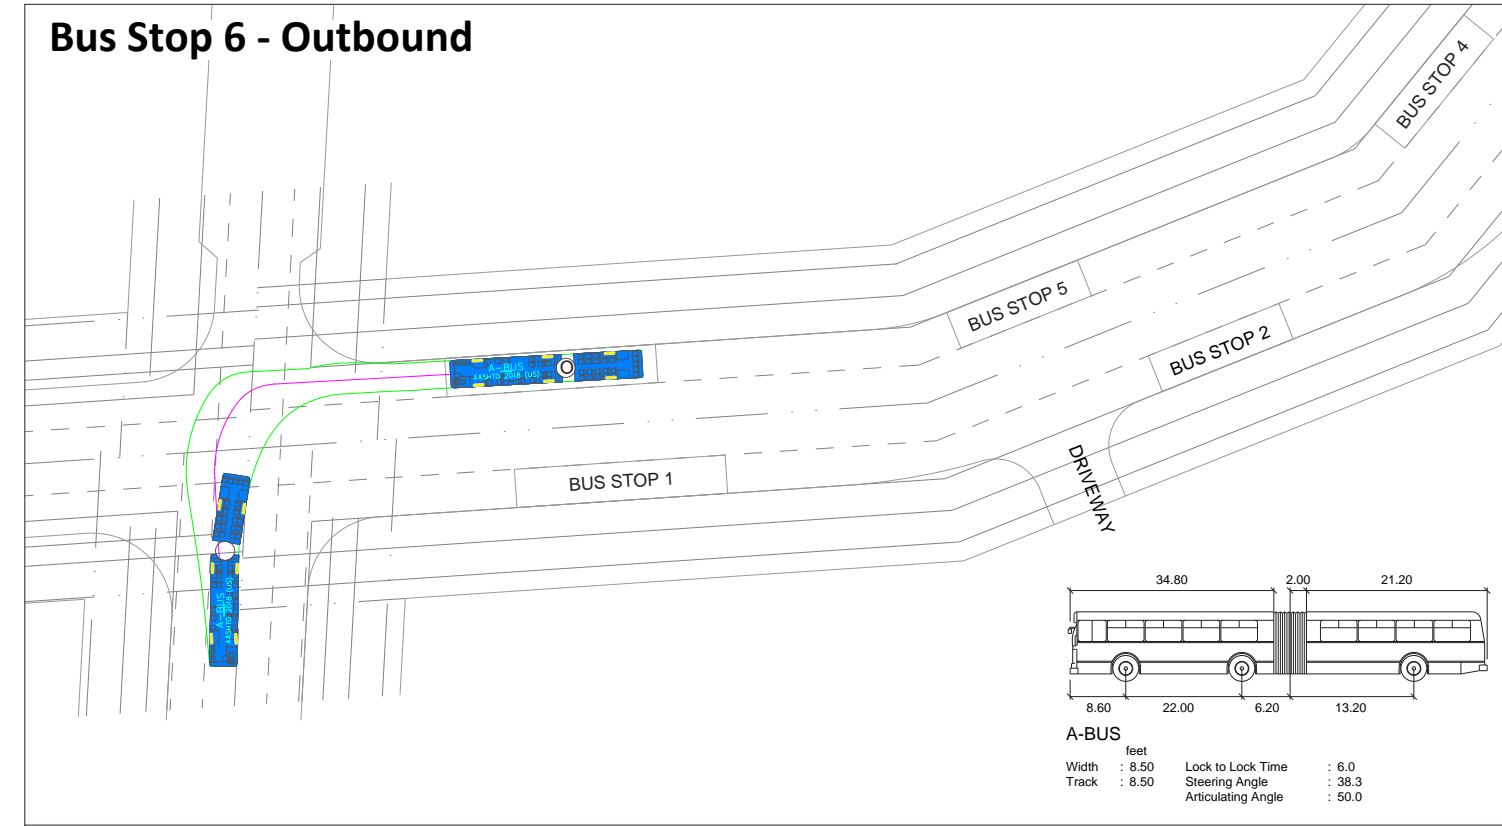 Bus Stop 6 - Outbound
BUS STOP 4
BUS STOP 5
BUS STOP 2
A-BUS
AASHTO 2018 (US)
BUS STOP 1
DRIVEWAY
A-BUS
AASHTO 2018 (US)
34.80 2.00 21.20
8.60 22.00 6.20 13.20
A-BUS
feet
Width : 8.50 Lock to Lock Time : 6.0
Track : 8.50 Steering Angle : 38.3
Articulating Angle : 50.0